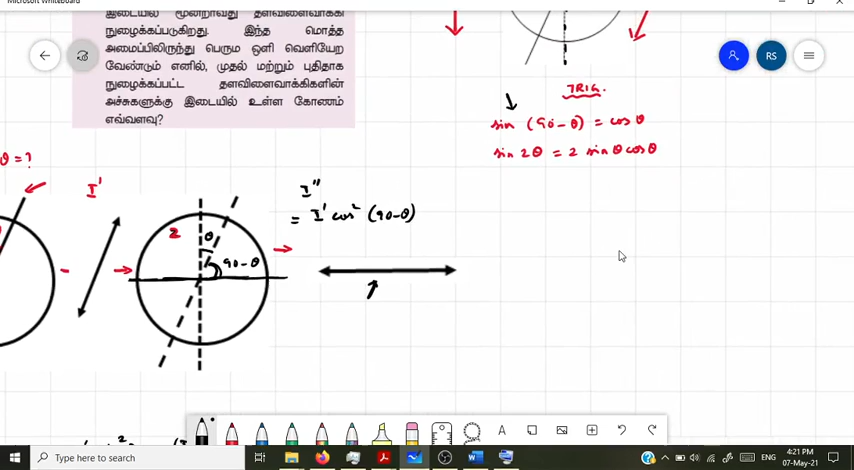 Microsoft Whiteboard
இடையில் மூன்றாவது தளவிளைவாக்கி
நுழைக்கப்படுகிறது. இந்த மொத்த
அமைப்பிலிருந்து பெரும ஒளி வெளியேற
வேண்டும் எனில், முதல் மற்றும் புதிதாக
நுழைக்கப்பட்ட தளவிளைவாக்கிகளின்
அச்சுகளுக்கு இடையில் உள்ள கோணம்
எவ்வளவு?
RS
TRIG.
sin (90-θ) = cos θ
sin 2θ = 2 sin θ cos θ
θ = ?
I'
I''
= I' cos² (90-θ)
2
θ
90-θ
Type here to search
ENG
4:21 PM
07-May-21